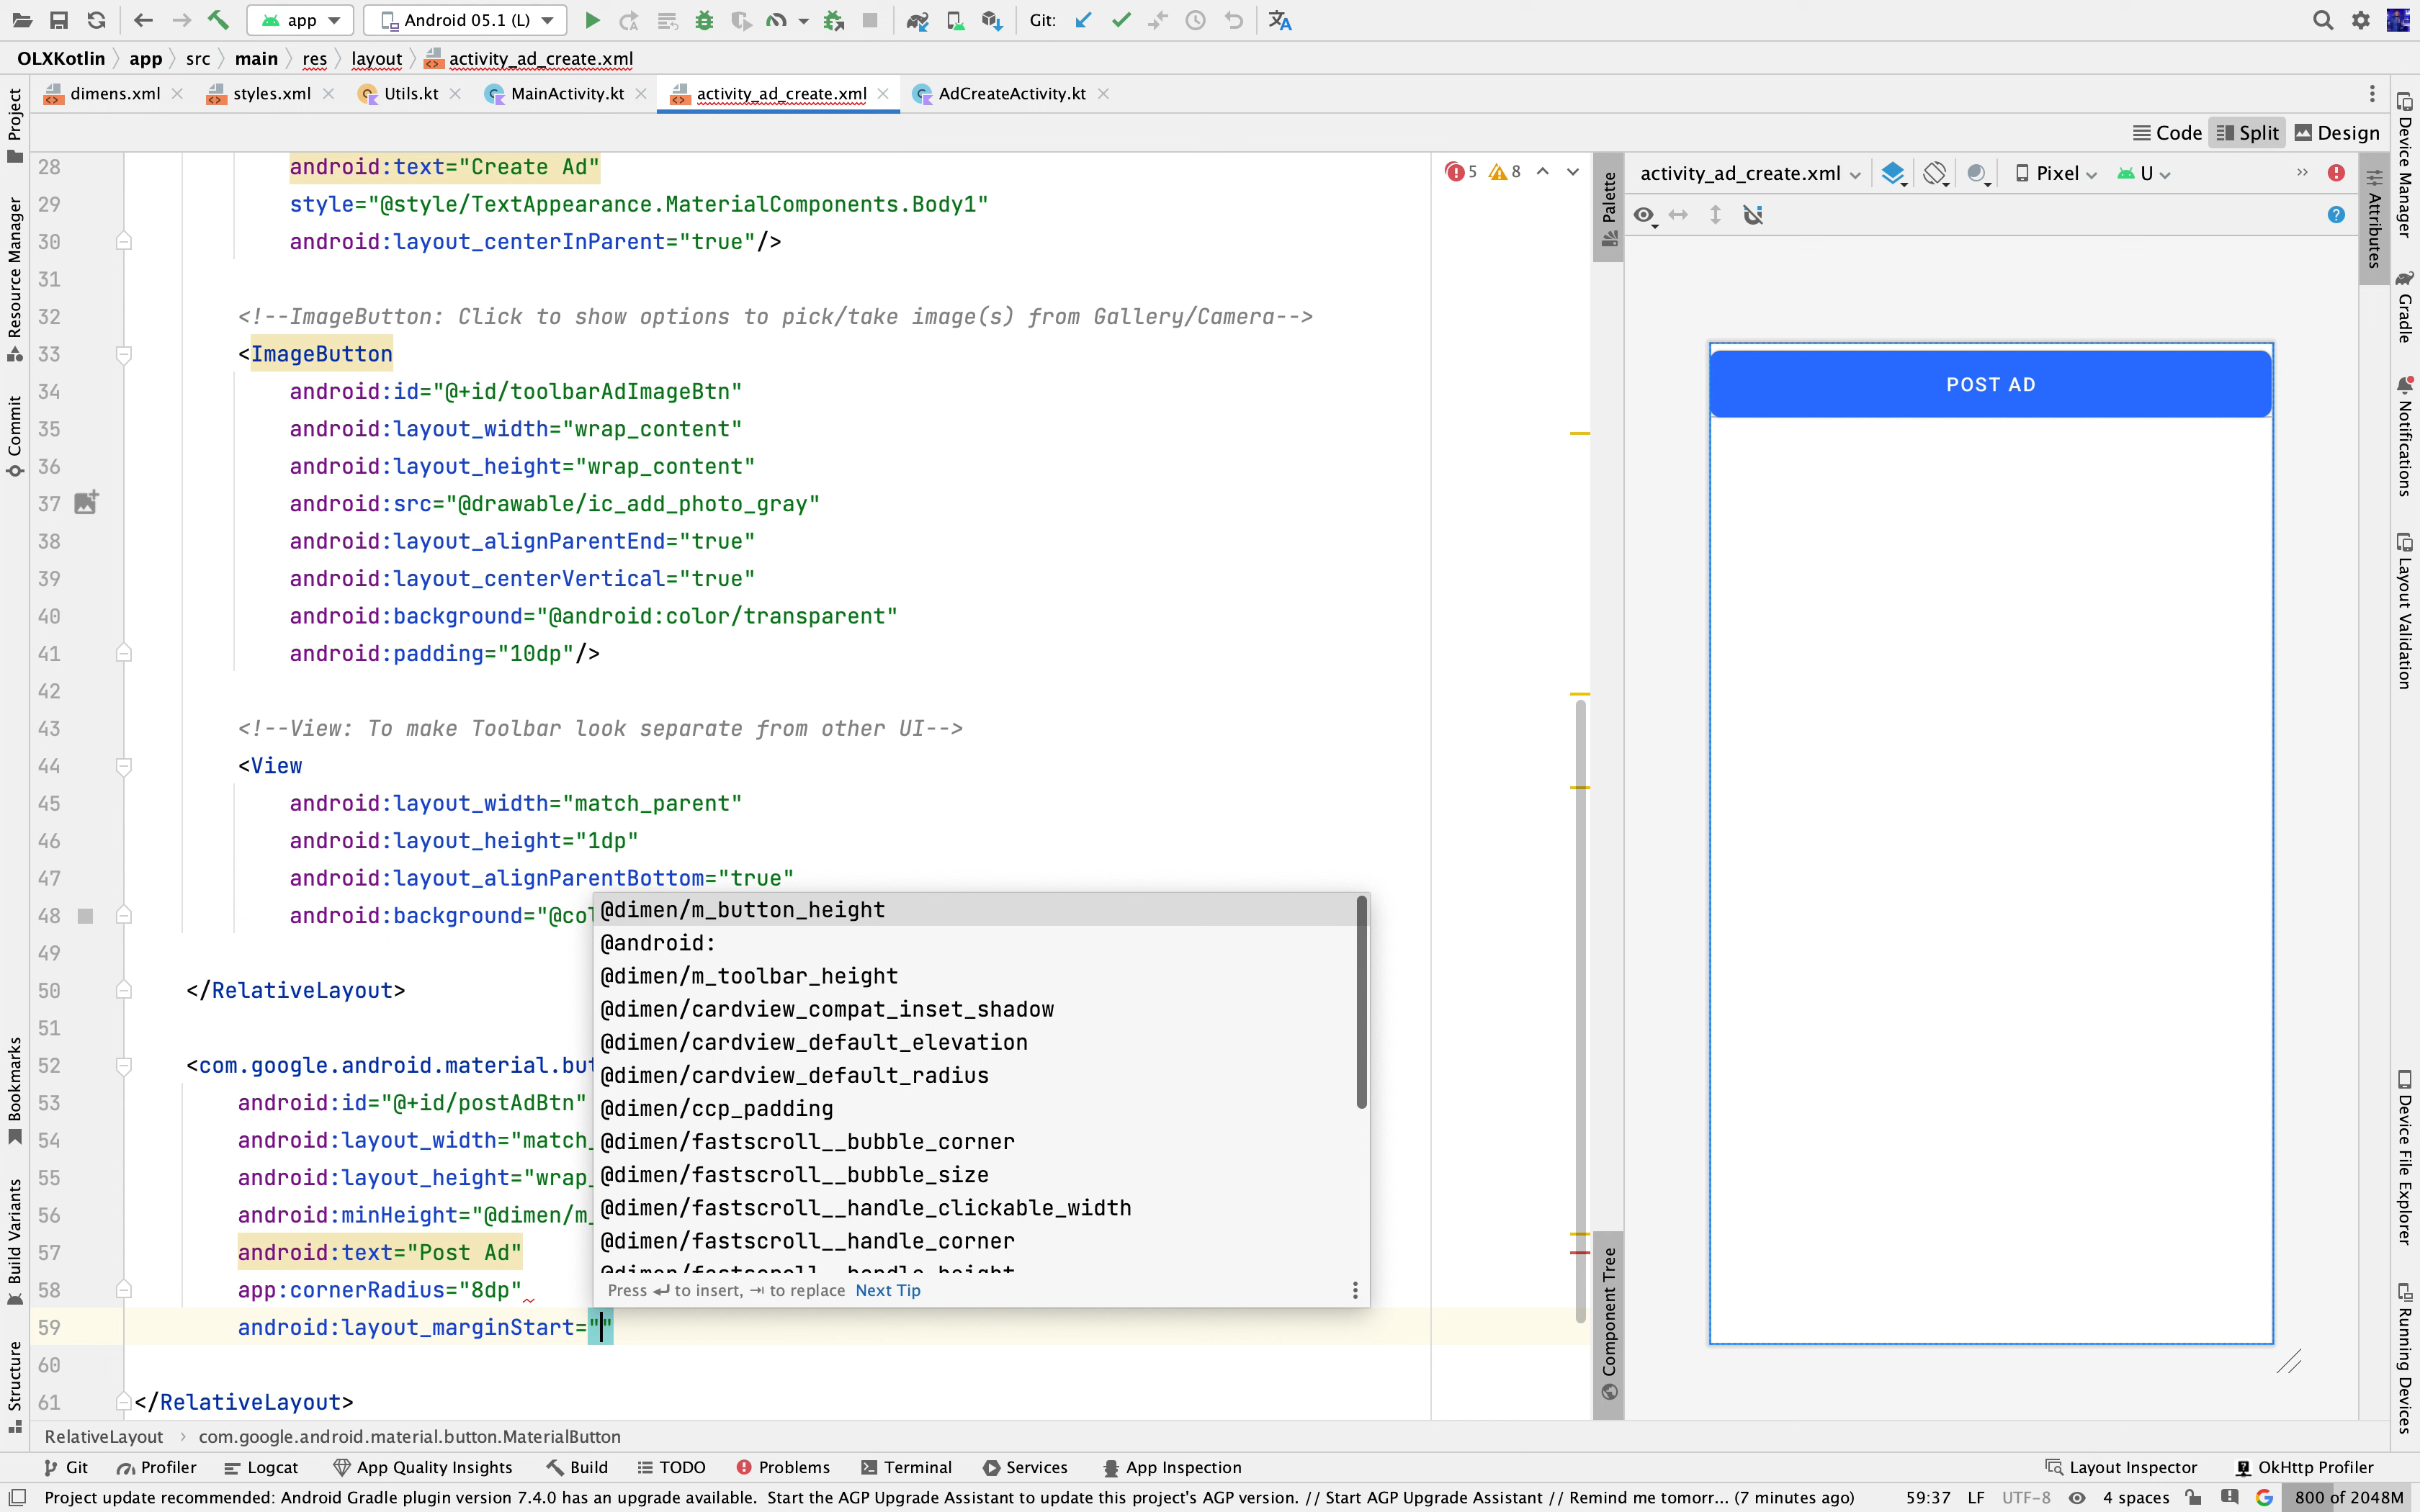 app
Android 05.1 (L)
Git:
OLXKotlin
app
src
main
res
layout
activity_ad_create.xml
dimens.xml
styles.xml
Utils.kt
MainActivity.kt
activity_ad_create.xml
AdCreateActivity.kt
Code
Split
Design
28 android:text="Create Ad"
29 style="@style/TextAppearance.MaterialComponents.Body1"
30 android:layout_centerInParent="true"/>
31
32 <!--ImageButton: Click to show options to pick/take image(s) from Gallery/Camera-->
33 <ImageButton
34 android:id="@+id/toolbarAdImageBtn"
35 android:layout_width="wrap_content"
36 android:layout_height="wrap_content"
37 android:src="@drawable/ic_add_photo_gray"
38 android:layout_alignParentEnd="true"
39 android:layout_centerVertical="true"
40 android:background="@android:color/transparent"
41 android:padding="10dp"/>
42
43 <!--View: To make Toolbar look separate from other UI-->
44 <View
45 android:layout_width="match_parent"
46 android:layout_height="1dp"
47 android:layout_alignParentBottom="true"
48 android:background="@col
49
50 </RelativeLayout>
51
52 <com.google.android.material.but
53 android:id="@+id/postAdBtn"
54 android:layout_width="match_
55 android:layout_height="wrap_
56 android:minHeight="@dimen/m_
57 android:text="Post Ad"
58 app:cornerRadius="8dp"
59 android:layout_marginStart=""
60
61 </RelativeLayout>
@dimen/m_button_height
@android:
@dimen/m_toolbar_height
@dimen/cardview_compat_inset_shadow
@dimen/cardview_default_elevation
@dimen/cardview_default_radius
@dimen/ccp_padding
@dimen/fastscroll__bubble_corner
@dimen/fastscroll__bubble_size
@dimen/fastscroll__handle_clickable_width
@dimen/fastscroll__handle_corner
@dimen/fastscroll__handle_height
Press ↵ to insert, ⇥ to replace Next Tip
5
8
activity_ad_create.xml
Pixel
U
POST AD
Palette
Component Tree
Attributes
Project
Resource Manager
Commit
Bookmarks
Build Variants
Structure
Device Manager
Gradle
Notifications
Layout Validation
Device File Explorer
Running Devices
RelativeLayout
com.google.android.material.button.MaterialButton
Git
Profiler
Logcat
App Quality Insights
Build
TODO
Problems
Terminal
Services
App Inspection
Layout Inspector
OkHttp Profiler
Project update recommended: Android Gradle plugin version 7.4.0 has an upgrade available. Start the AGP Upgrade Assistant to update this project's AGP version. // Start AGP Upgrade Assistant // Remind me tomorr... (7 minutes ago)
59:37
LF
UTF-8
4 spaces
800 of 2048M